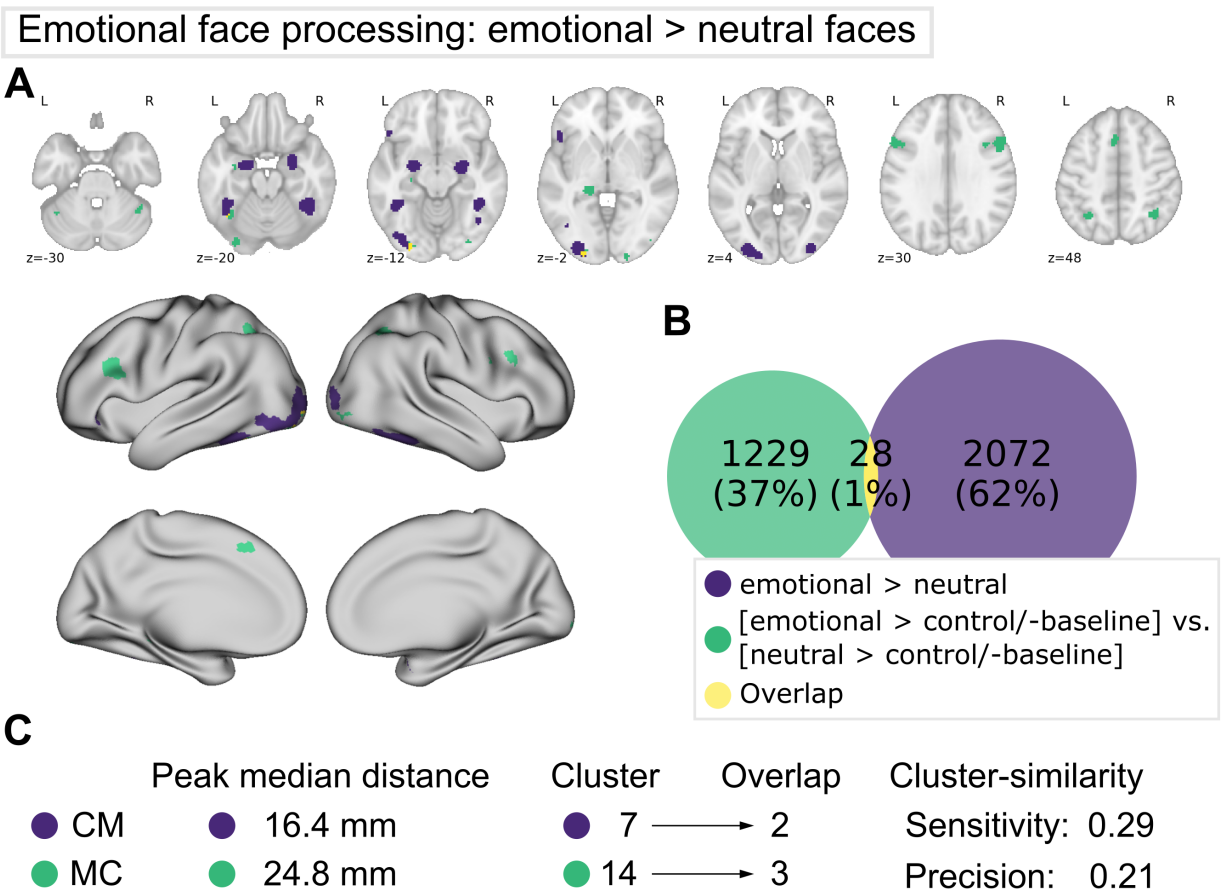 Emotional face processing: emotional > neutral faces
A
L R L R L R L R L R L R L R
z=-30 z=-20 z=-12 z=-2 z=4 z=30 z=48
B
1229 28 2072
(37%) (1%) (62%)
emotional > neutral
[emotional > control/-baseline] vs.
[neutral > control/-baseline]
Overlap
C
Peak median distance Cluster Overlap Cluster-similarity
CM 16.4 mm 7 2 Sensitivity: 0.29
MC 24.8 mm 14 3 Precision: 0.21